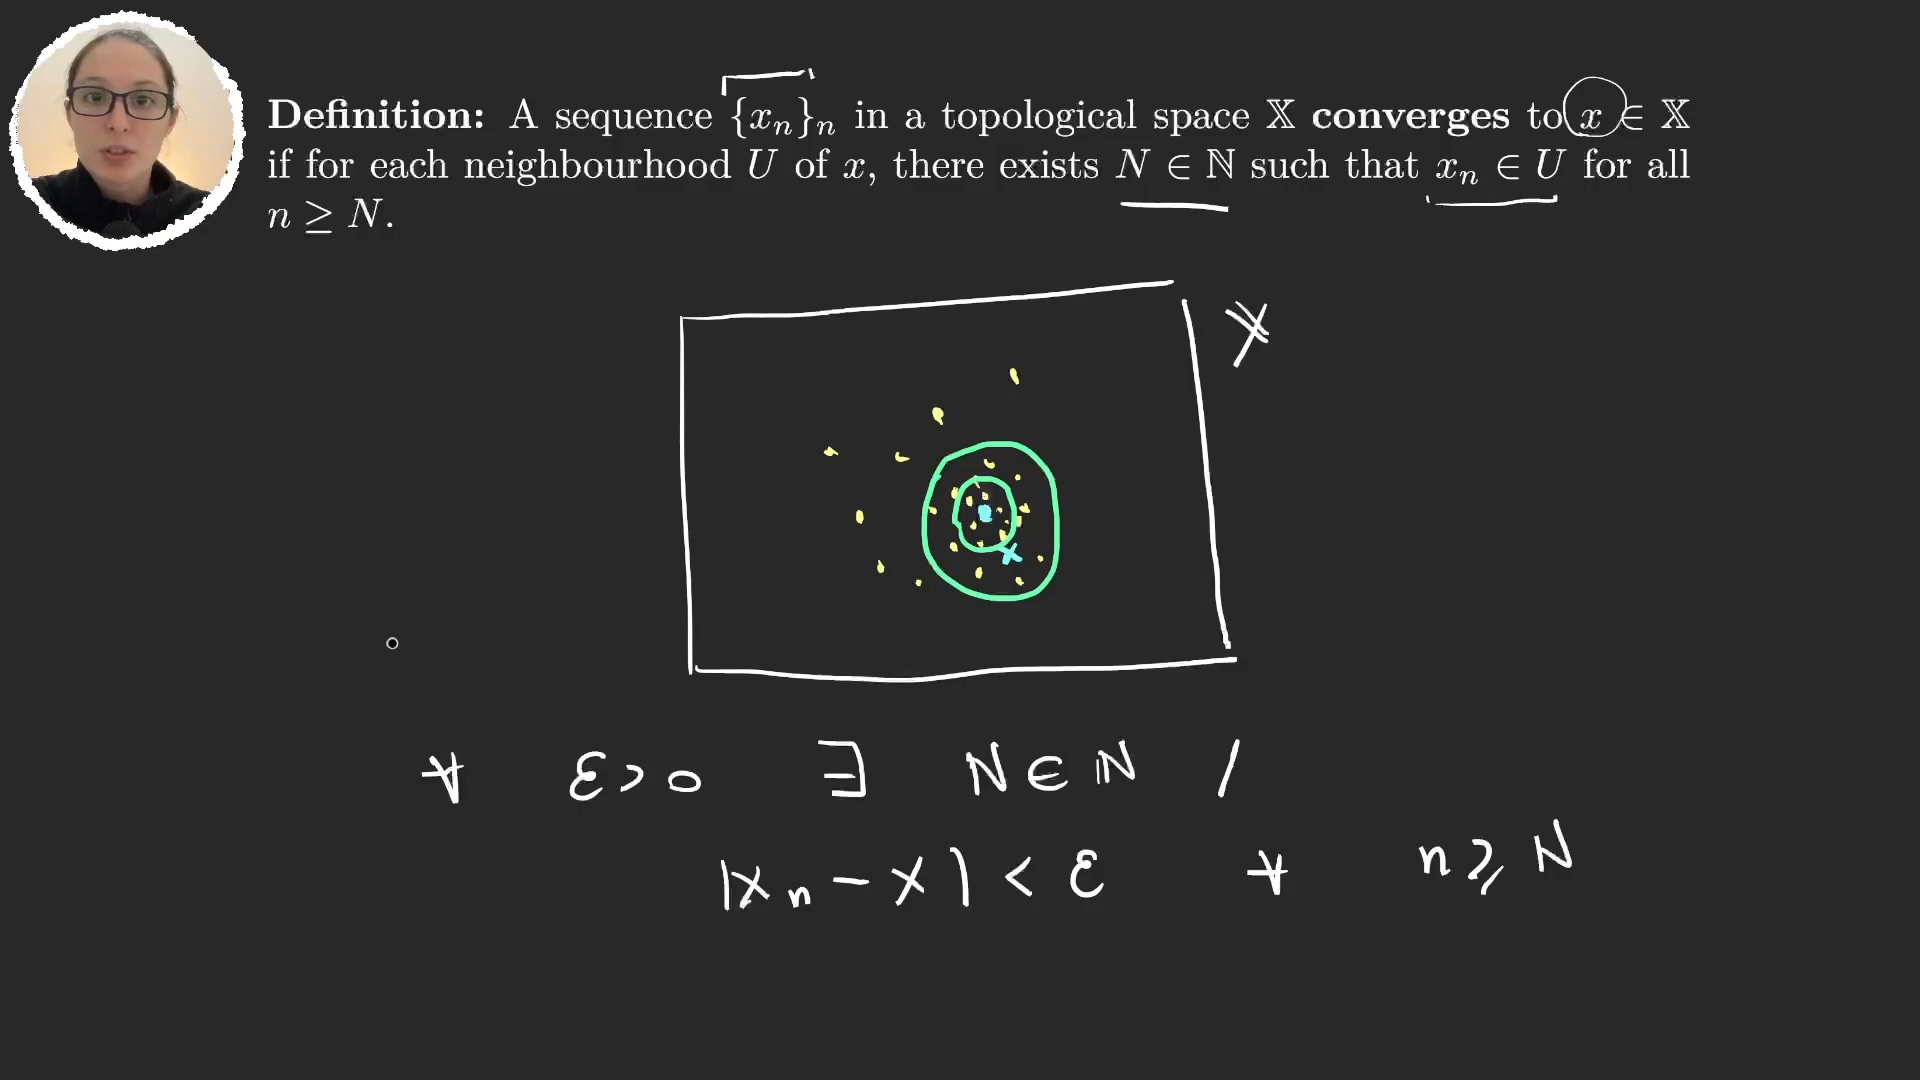 Definition: A sequence {xₙ}ₙ in a topological space 𝕏 converges to x ∈ 𝕏
if for each neighbourhood U of x, there exists N ∈ ℕ such that xₙ ∈ U for all
n ≥ N.
𝕏
x
∀ ε > 0 ∃ N ∈ ℕ /
|xₙ − x| < ε ∀ n ⩾ N